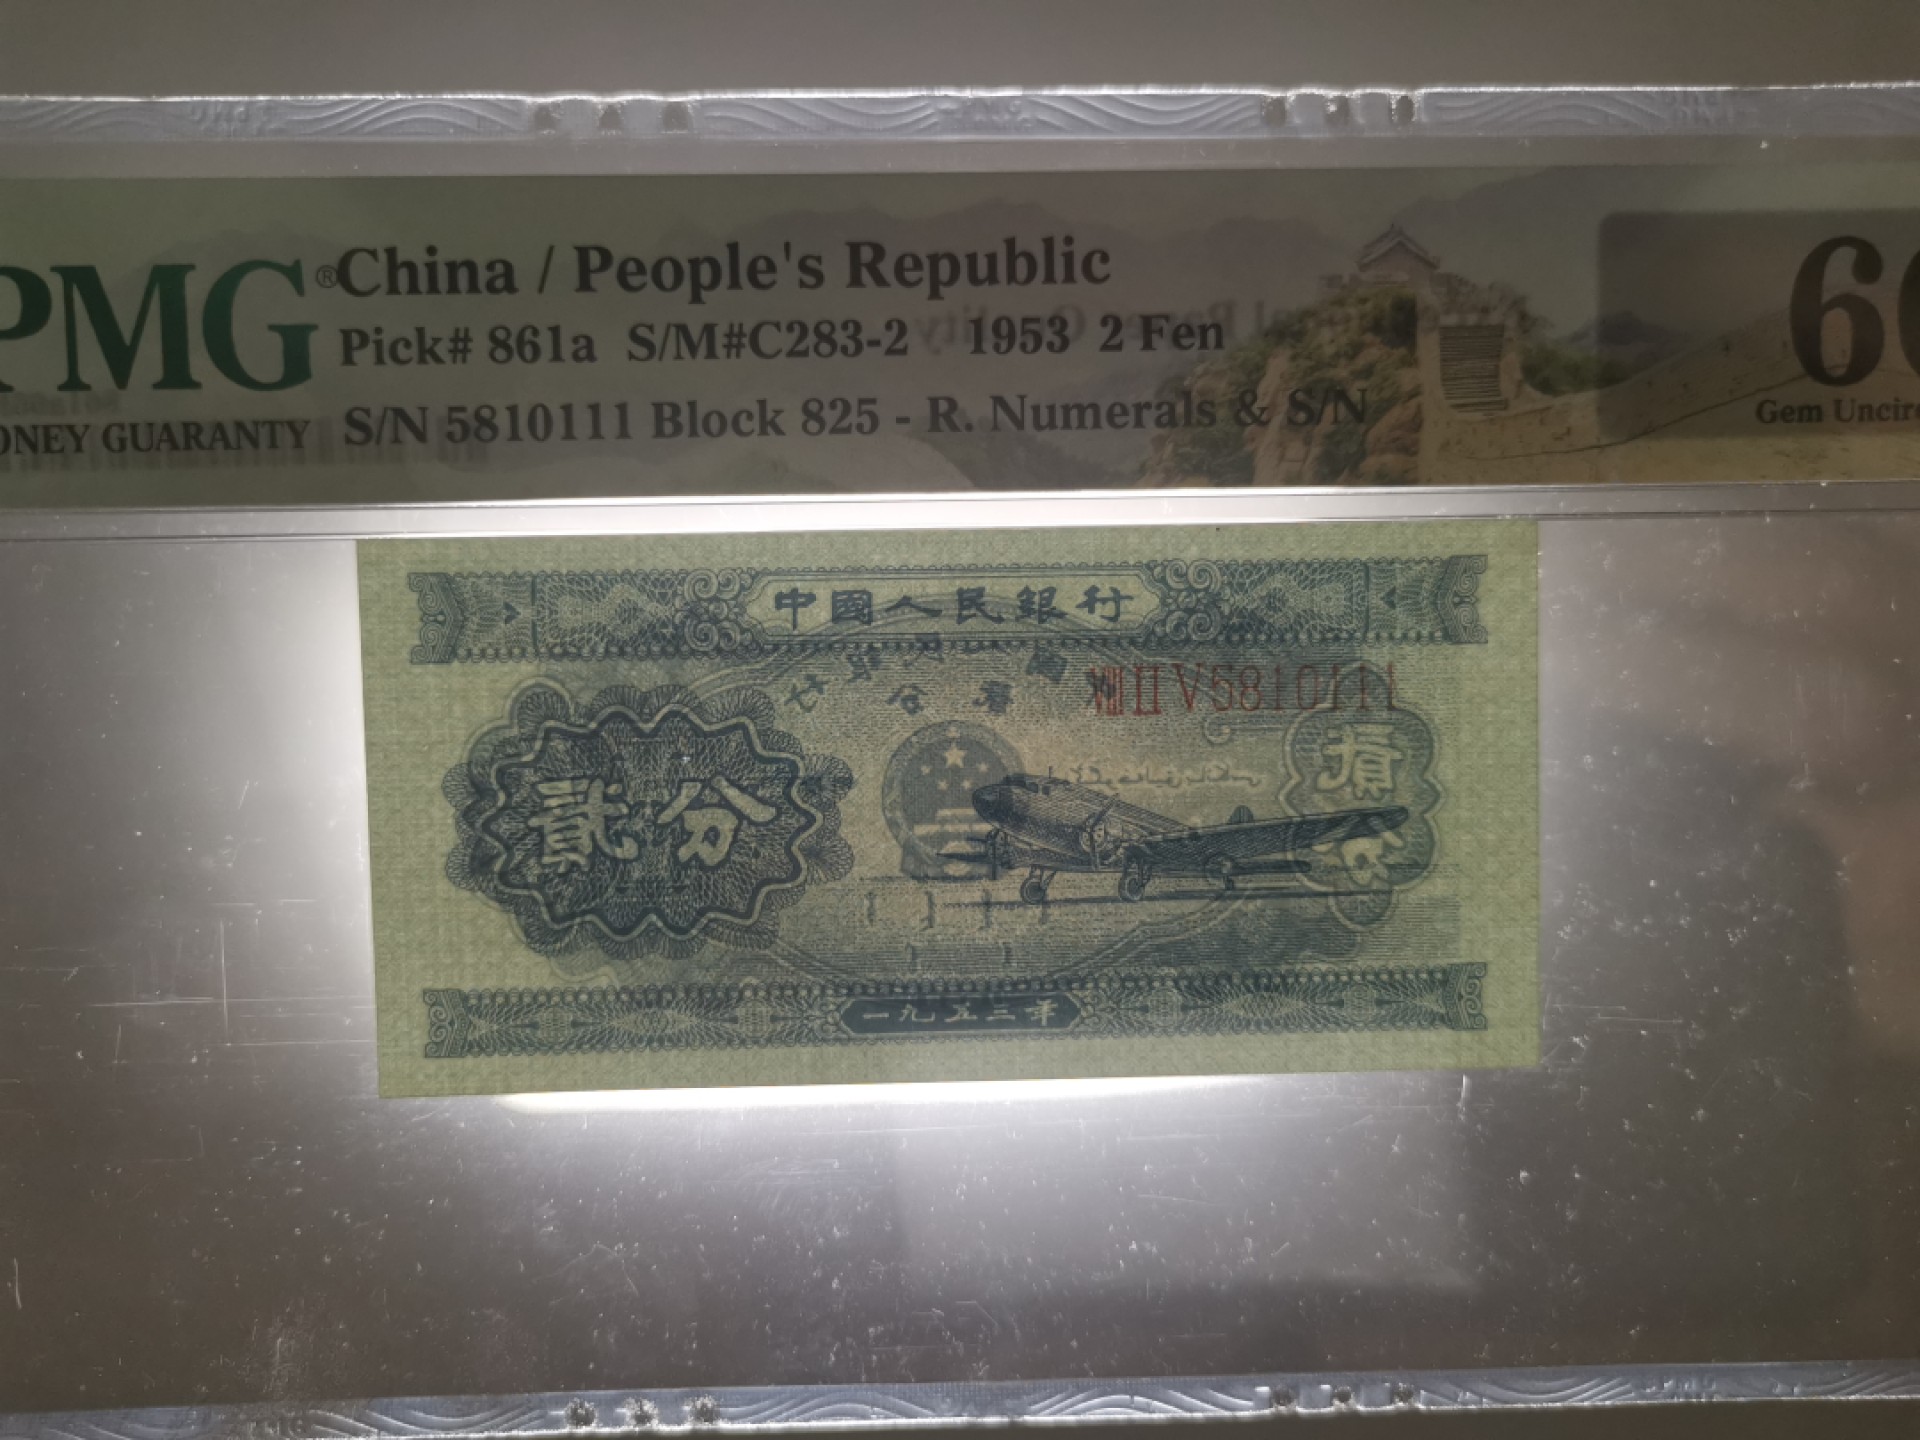 PMG®
China / People's Republic
Pick# 861a S/M#C283-2 1953 2 Fen
S/N 5810111 Block 825 - R. Numerals & S/N
ONEY GUARANTY
6
Gem Uncirc
中國人民銀行
VIII II V 5810111
貳分
一九五三年